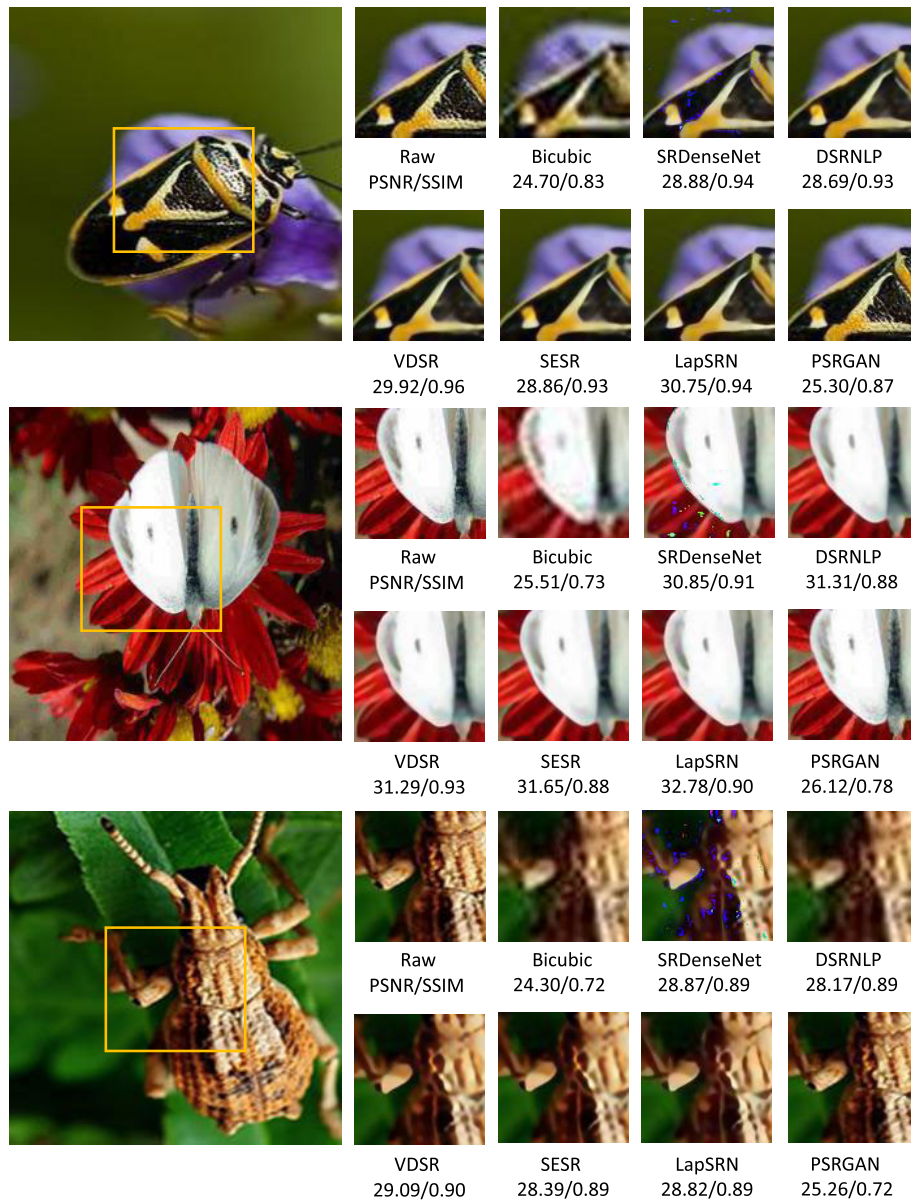 Raw Bicubic SRDenseNet DSRNLP
PSNR/SSIM 24.70/0.83 28.88/0.94 28.69/0.93
VDSR SESR LapSRN PSRGAN
29.92/0.96 28.86/0.93 30.75/0.94 25.30/0.87
Raw Bicubic SRDenseNet DSRNLP
PSNR/SSIM 25.51/0.73 30.85/0.91 31.31/0.88
VDSR SESR LapSRN PSRGAN
31.29/0.93 31.65/0.88 32.78/0.90 26.12/0.78
Raw Bicubic SRDenseNet DSRNLP
PSNR/SSIM 24.30/0.72 28.87/0.89 28.17/0.89
VDSR SESR LapSRN PSRGAN
29.09/0.90 28.39/0.89 28.82/0.89 25.26/0.72